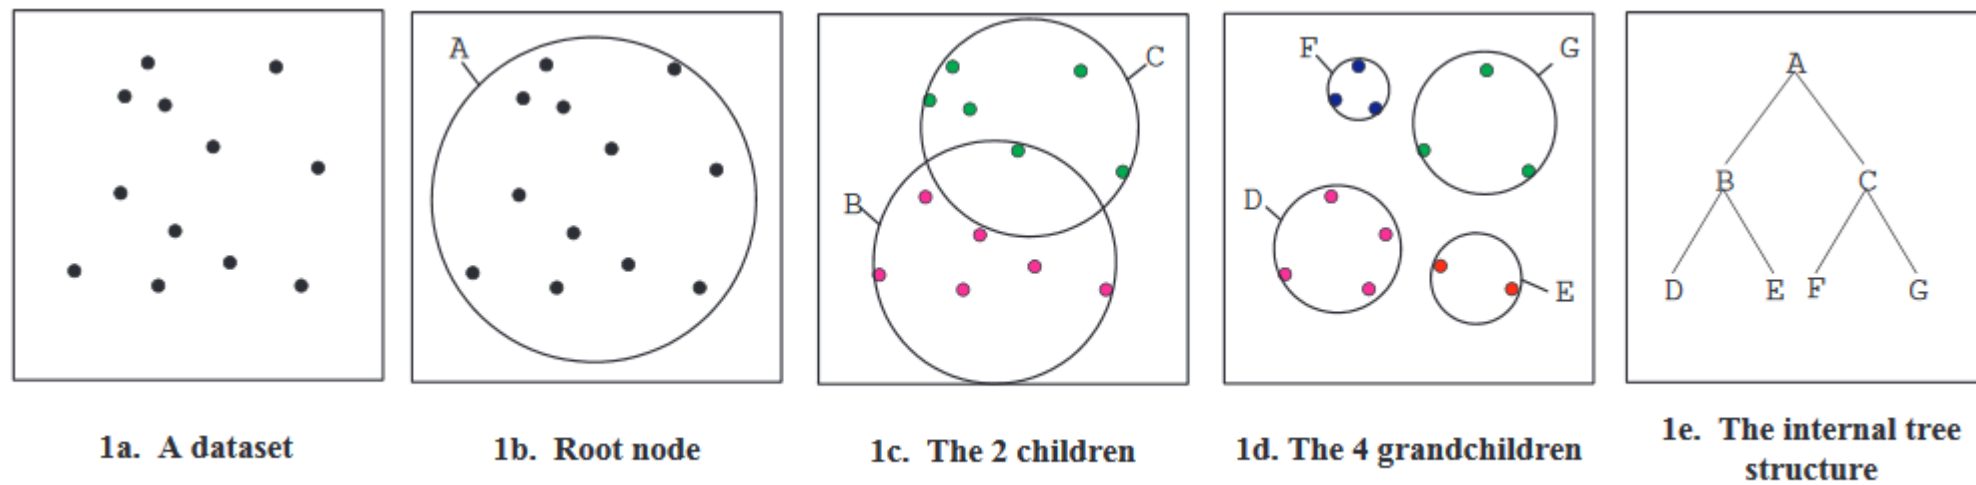 A
C
B
F
G
D
E
A
B
C
D
E
F
G
1a. A dataset
1b. Root node
1c. The 2 children
1d. The 4 grandchildren
1e. The internal tree
structure